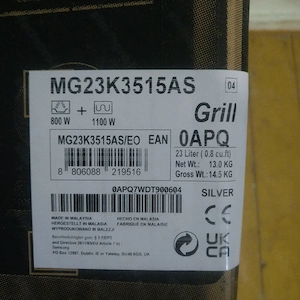 MG23K3515AS
04
+
800 W
1100 W
Grill
MG23K3515AS/EO EAN
0APQ
8 806088 219516
23 Liter ( 0.8 cu.ft)
Net Wt.: 13.0 KG
Gross Wt.: 14.5 KG
0APQ7WDT900604
SILVER
MADE IN MALAYSIA
HECHO EN MALASIA
HERGESTELLT IN MALAYSIA
FABRIQUE EN MALAISIE
WYPRODUKOWANO W MALEZJI
Samsung
CE
UK
CA